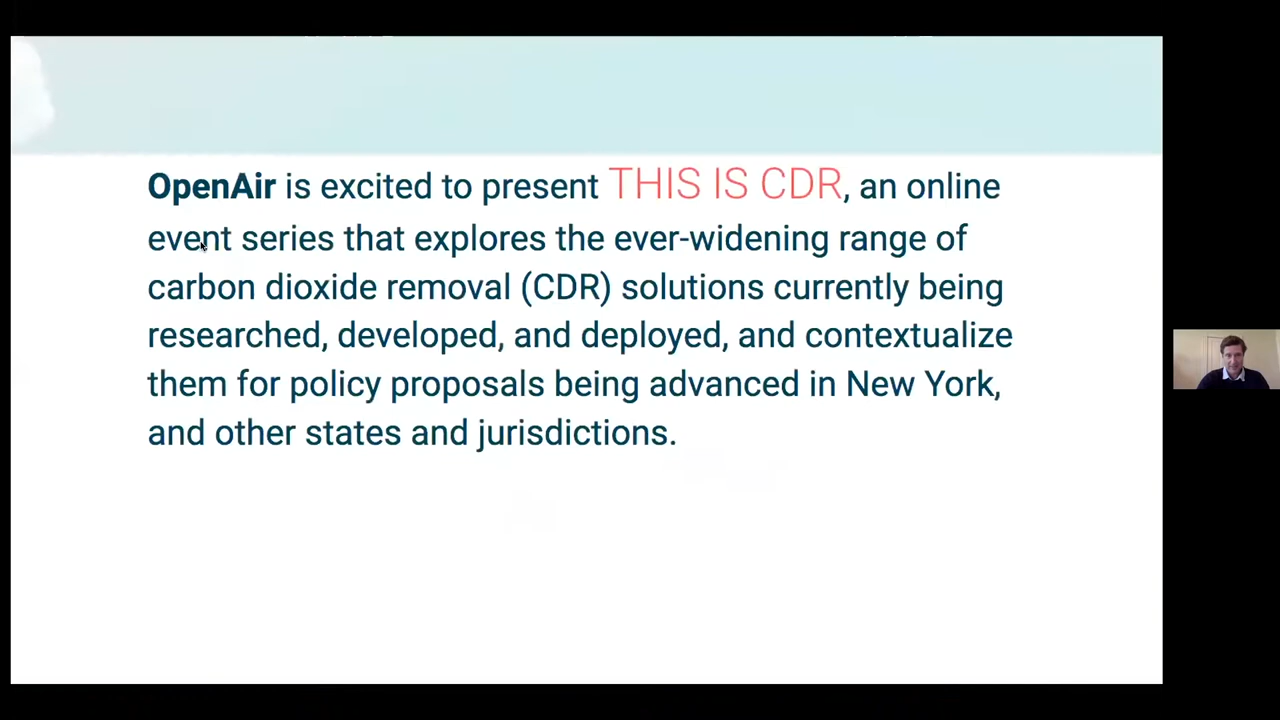 OpenAir is excited to present THIS IS CDR, an online
event series that explores the ever-widening range of
carbon dioxide removal (CDR) solutions currently being
researched, developed, and deployed, and contextualize
them for policy proposals being advanced in New York,
and other states and jurisdictions.